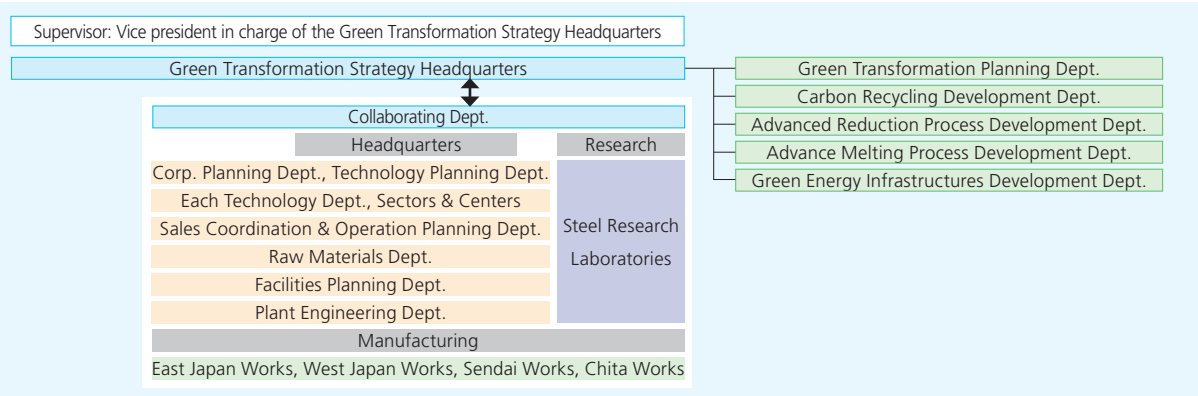 Supervisor: Vice president in charge of the Green Transformation Strategy Headquarters
Green Transformation Strategy Headquarters
Green Transformation Planning Dept.
Carbon Recycling Development Dept.
Advanced Reduction Process Development Dept.
Advance Melting Process Development Dept.
Green Energy Infrastructures Development Dept.
Collaborating Dept.
Headquarters
Corp. Planning Dept., Technology Planning Dept.
Each Technology Dept., Sectors & Centers
Sales Coordination & Operation Planning Dept.
Raw Materials Dept.
Facilities Planning Dept.
Plant Engineering Dept.
Research
Steel Research
Laboratories
Manufacturing
East Japan Works, West Japan Works, Sendai Works, Chita Works